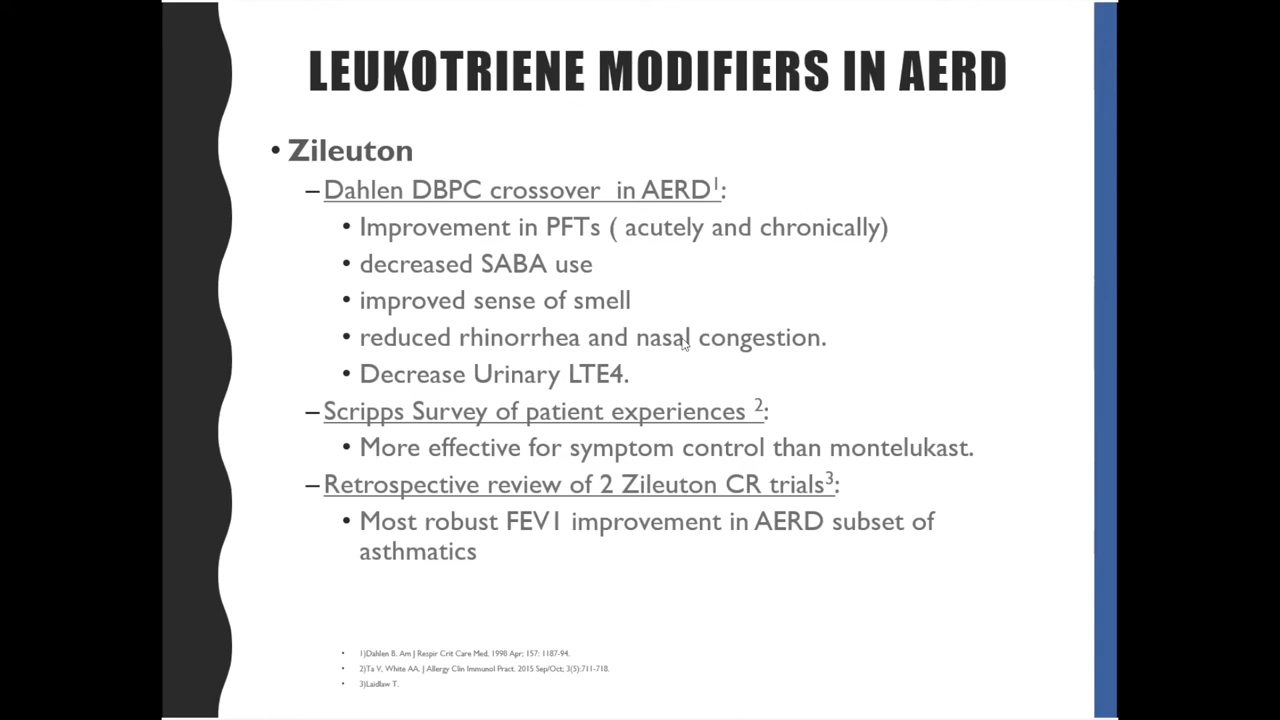 LEUKOTRIENE MODIFIERS IN AERD
• Zileuton
– Dahlen DBPC crossover  in AERD1:
• Improvement in PFTs ( acutely and chronically)
• decreased SABA use
• improved sense of smell
• reduced rhinorrhea and nasal congestion.
• Decrease Urinary LTE4.
– Scripps Survey of patient experiences 2:
• More effective for symptom control than montelukast.
– Retrospective review of 2 Zileuton CR trials3:
• Most robust FEV1 improvement in AERD subset of
asthmatics
• 1)Dahlen B. Am J Respir Crit Care Med. 1998 Apr; 157: 1187-94.
• 2)Ta V, White AA. J Allergy Clin Immunol Pract. 2015 Sep/Oct; 3(5):711-718.
• 3)Laidlaw T.